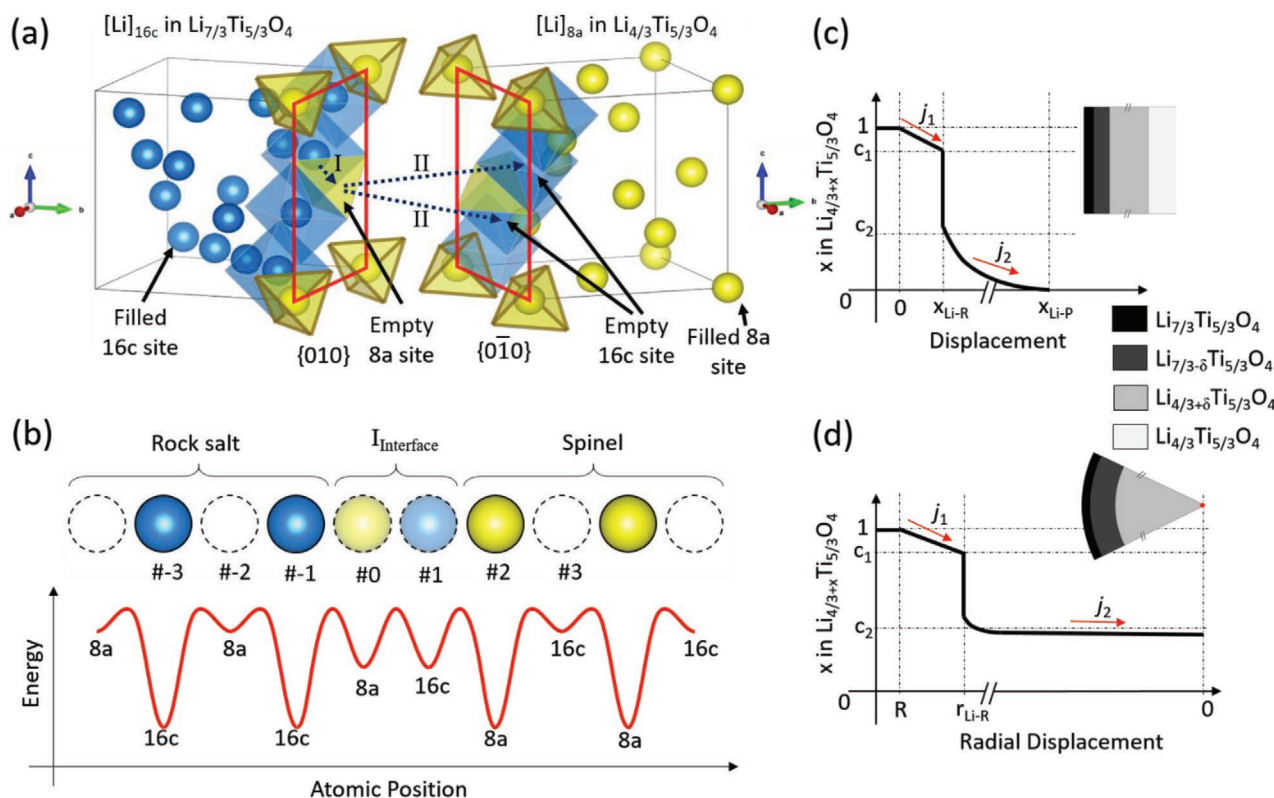 (a)
[Li]16c in Li7/3Ti5/3O4
[Li]8a in Li4/3Ti5/3O4
c
a
b
I
II
II
c
a
b
Filled
16c site
{010}
Empty
8a site
{01̅0}
Empty
16c site
Filled 8a
site
(b)
Rock salt
IInterface
Spinel
#-3
#-2
#-1
#0
#1
#2
#3
Energy
8a
16c
8a
16c
8a
16c
8a
16c
8a
16c
Atomic Position
(c)
x in Li4/3+xTi5/3O4
1
c1
c2
0
j1
j2
0
xLi-R
xLi-P
Displacement
Li7/3Ti5/3O4
Li7/3-δTi5/3O4
Li4/3+δTi5/3O4
Li4/3Ti5/3O4
(d)
x in Li4/3+xTi5/3O4
1
c1
c2
0
j1
j2
R
rLi-R
0
Radial Displacement